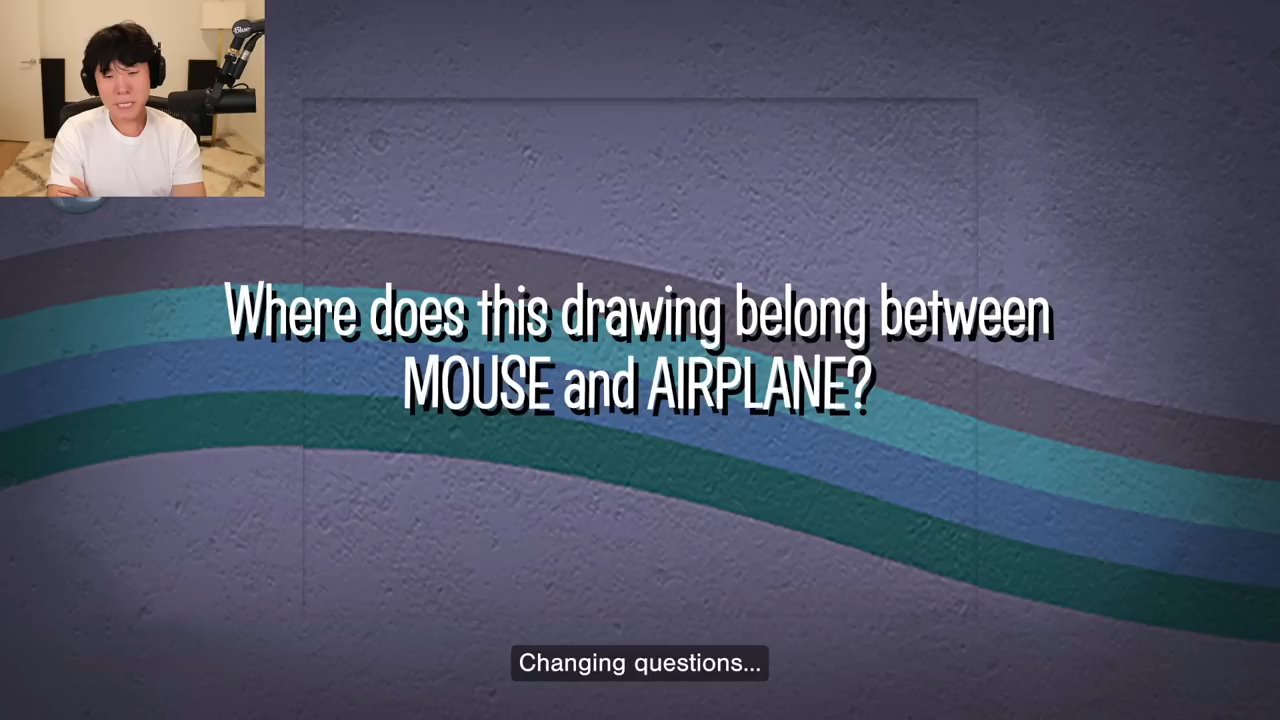 Where does this drawing belong between
MOUSE and AIRPLANE?
Changing questions...